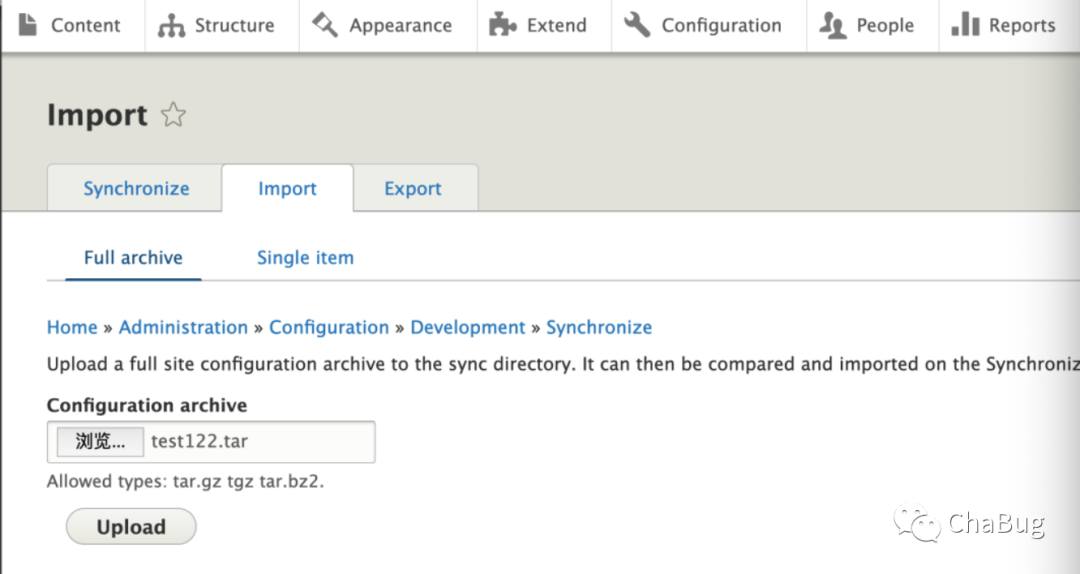 Content Structure Appearance Extend Configuration People Reports
Import
Synchronize Import Export
Full archive Single item
Home » Administration » Configuration » Development » Synchronize
Upload a full site configuration archive to the sync directory. It can then be compared and imported on the Synchroniz
Configuration archive
浏览... test122.tar
Allowed types: tar.gz tgz tar.bz2.
Upload
ChaBug